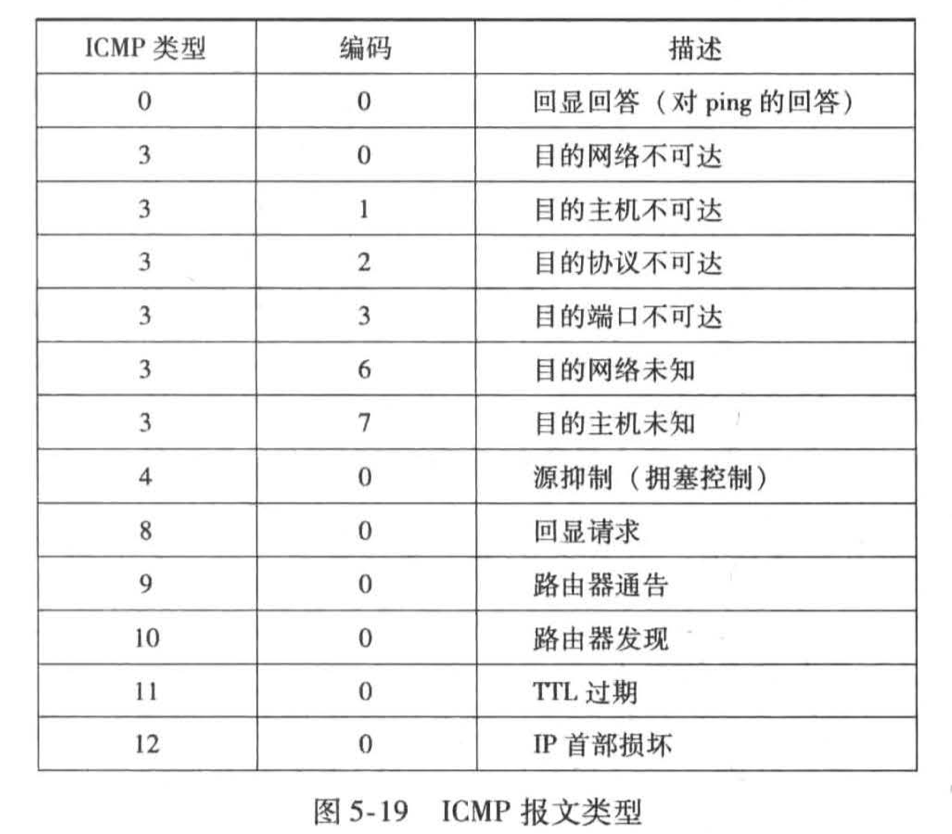 ICMP 类型 编码 描述
0 0 回显回答（对 ping 的回答）
3 0 目的网络不可达
3 1 目的主机不可达
3 2 目的协议不可达
3 3 目的端口不可达
3 6 目的网络未知
3 7 目的主机未知
4 0 源抑制（拥塞控制）
8 0 回显请求
9 0 路由器通告
10 0 路由器发现
11 0 TTL 过期
12 0 IP 首部损坏
图 5-19 ICMP 报文类型